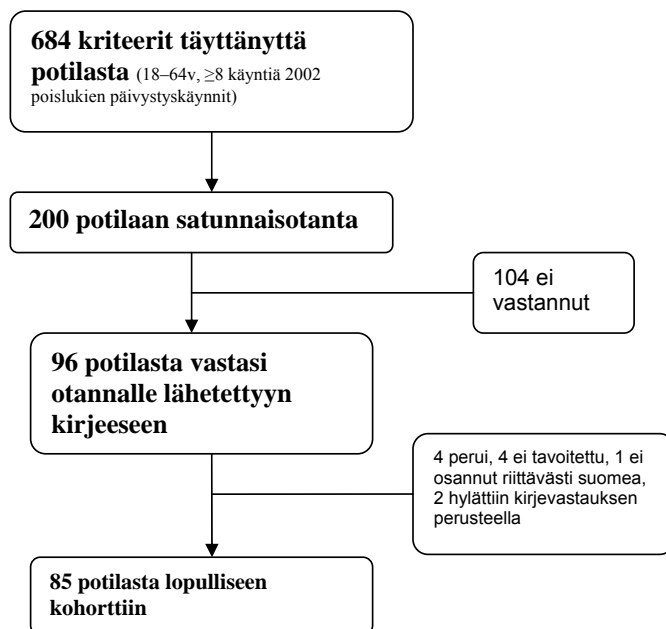 684 kriteerit täyttänyttä
potilasta (18–64v, ≥8 käyntiä 2002
poislukien päivystyskäynnit)
200 potilaan satunnaisotanta
104 ei
vastannut
96 potilasta vastasi
otannalle lähetettyyn
kirjeeseen
4 perui, 4 ei tavoitettu, 1 ei
osannut riittävästi suomea,
2 hylättiin kirjevastauksen
perusteella
85 potilasta lopulliseen
kohorttiin